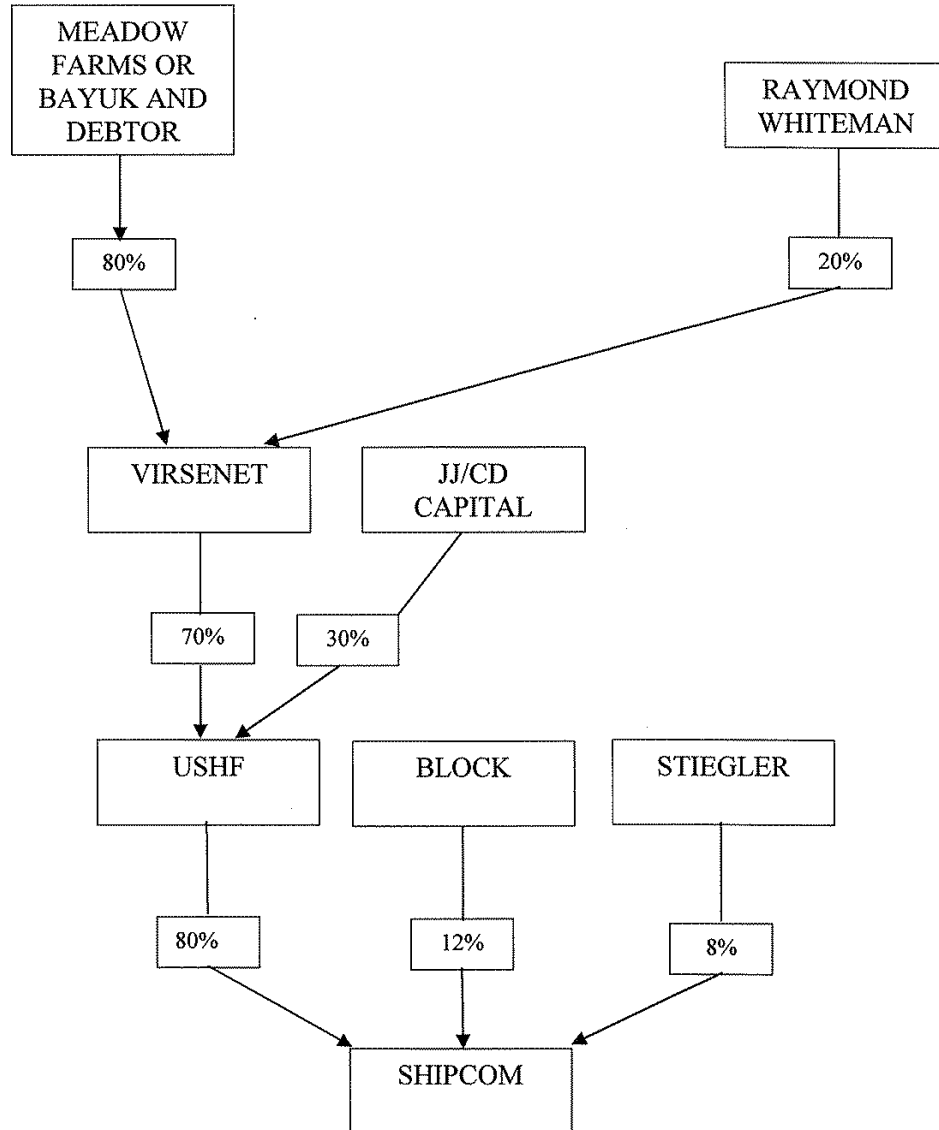 MEADOW
FARMS OR
BAYUK AND
DEBTOR
RAYMOND
WHITEMAN
80%
20%
VIRSENET
JJ/CD
CAPITAL
70%
30%
USHF
BLOCK
STIEGLER
80%
12%
8%
SHIPCOM